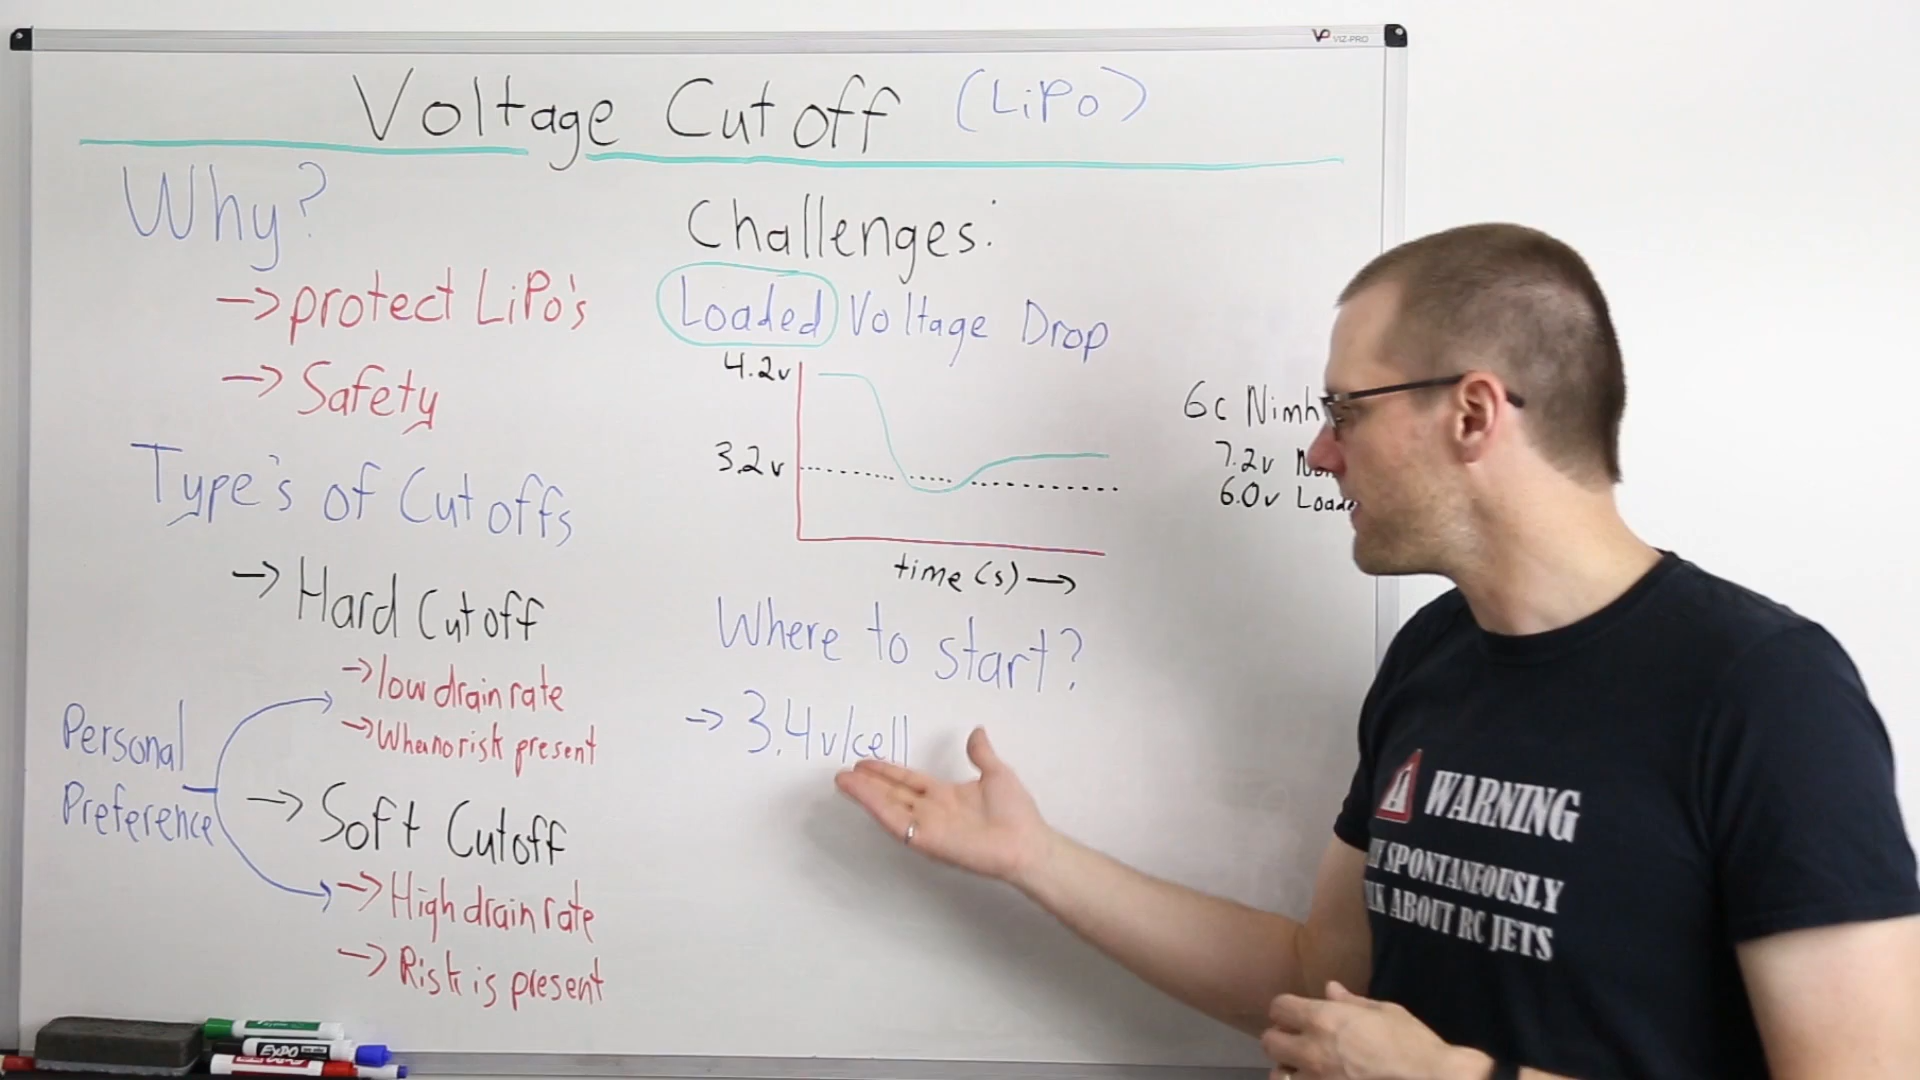 VIZ-PRO
Voltage Cutoff (LiPo)
Why?
→ protect LiPo's
→ Safety
Type's of Cutoffs
→ Hard Cutoff
→ low drain rate
→ When no risk present
Personal
Preference
→ Soft Cutoff
→ High drain rate
→ Risk is present
Challenges:
Loaded Voltage Drop
4.2v
3.2v
time (s) →
6c Nimh
7.2v
6.0v
Where to start?
→ 3.4v/cell
WARNING
SPONTANEOUSLY
ABOUT RC JETS
EXPO